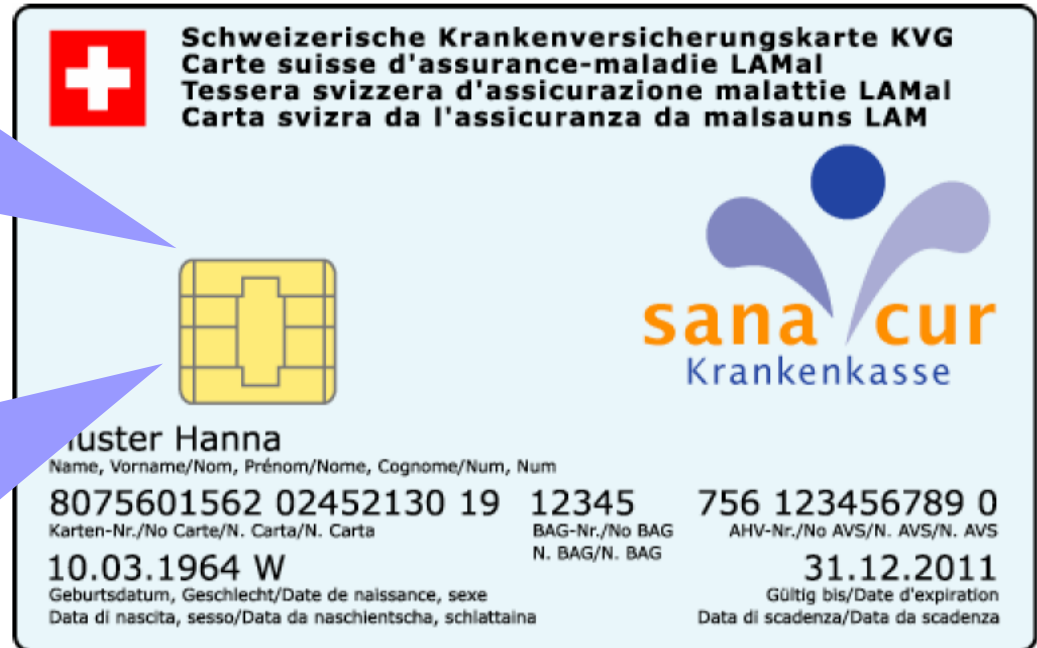 Schweizerische Krankenversicherungskarte KVG
Carte suisse d'assurance-maladie LAMal
Tessera svizzera d'assicurazione malattie LAMal
Carta svizra da l'assicuranza da malsauns LAM
sana cur
Krankenkasse
Muster Hanna
Name, Vorname/Nom, Prénom/Nome, Cognome/Num, Num
8075601562 02452130 19 12345 756 123456789 0
Karten-Nr./No Carte/N. Carta/N. Carta BAG-Nr./No BAG AHV-Nr./No AVS/N. AVS/N. AVS
N. BAG/N. BAG
10.03.1964 W 31.12.2011
Geburtsdatum, Geschlecht/Date de naissance, sexe Gültig bis/Date d'expiration
Data di nascita, sesso/Data da naschientscha, schlattaina Data di scadenza/Data da scadenza